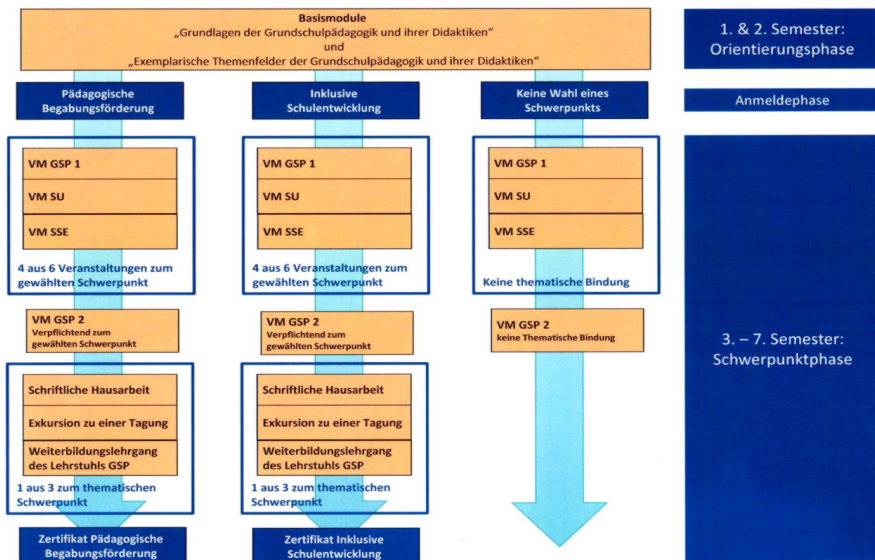 Basismodule
„Grundlagen der Grundschulpädagogik und ihrer Didaktiken“
und
„Exemplarische Themenfelder der Grundschulpädagogik und ihrer Didaktiken“
1. & 2. Semester:
Orientierungsphase
Pädagogische
Begabungsförderung
Inklusive
Schulentwicklung
Keine Wahl eines
Schwerpunkts
Anmeldephase
VM GSP 1
VM SU
VM SSE
4 aus 6 Veranstaltungen zum
gewählten Schwerpunkt
VM GSP 2
Verpflichtend zum
gewählten Schwerpunkt
Schriftliche Hausarbeit
Exkursion zu einer Tagung
Weiterbildungslehrgang
des Lehrstuhls GSP
1 aus 3 zum thematischen
Schwerpunkt
Zertifikat Pädagogische
Begabungsförderung
VM GSP 1
VM SU
VM SSE
4 aus 6 Veranstaltungen zum
gewählten Schwerpunkt
VM GSP 2
Verpflichtend zum
gewählten Schwerpunkt
Schriftliche Hausarbeit
Exkursion zu einer Tagung
Weiterbildungslehrgang
des Lehrstuhls GSP
1 aus 3 zum thematischen
Schwerpunkt
Zertifikat Inklusive
Schulentwicklung
VM GSP 1
VM SU
VM SSE
Keine thematische Bindung
VM GSP 2
keine Thematische Bindung
3. – 7. Semester:
Schwerpunktphase